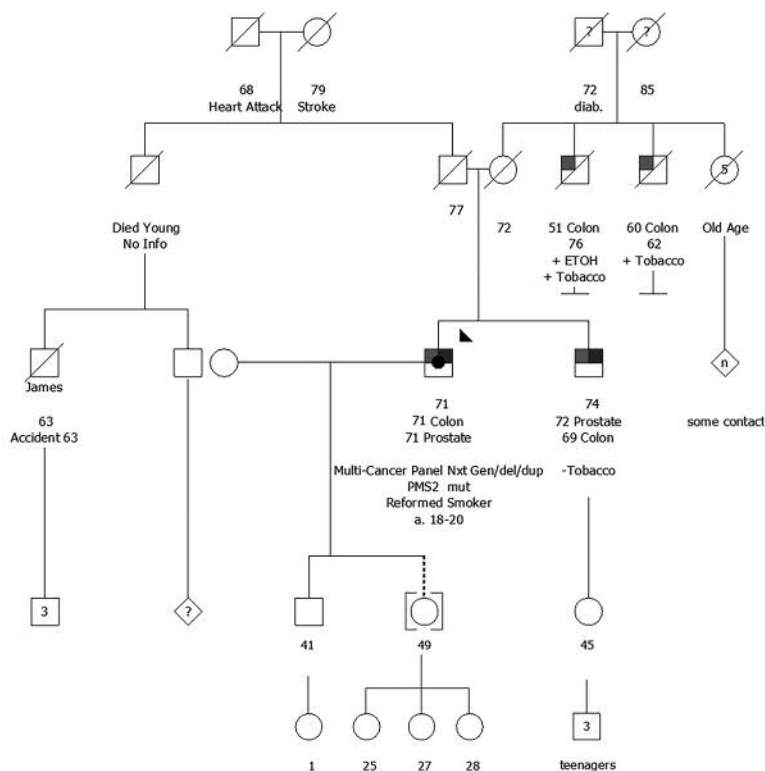 ? ?
68 79 72 85
Heart Attack Stroke diab.
5
77 72
Died Young
No Info
51 Colon
76
+ ETOH
+ Tobacco
60 Colon
62
+ Tobacco
Old Age
James
63
Accident 63
71
71 Colon
71 Prostate
Multi-Cancer Panel Nxt Gen/del/dup
PMS2 mut
Reformed Smoker
a. 18-20
74
72 Prostate
69 Colon
-Tobacco
n
some contact
3 ?
41 49 45
3
1 25 27 28 teenagers